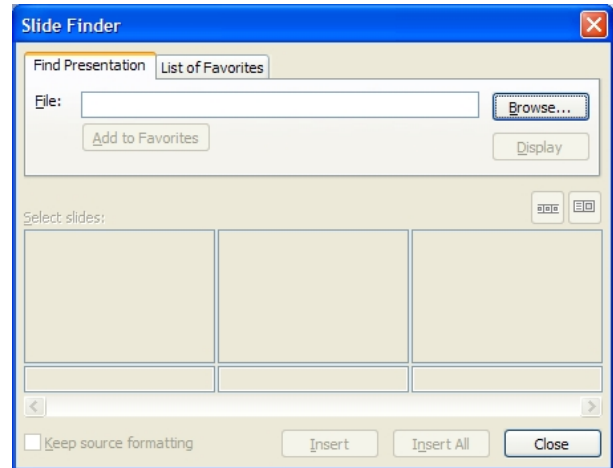 Slide Finder
Find Presentation List of Favorites
File: Browse...
Add to Favorites Display
Select slides:
Keep source formatting Insert Insert All Close